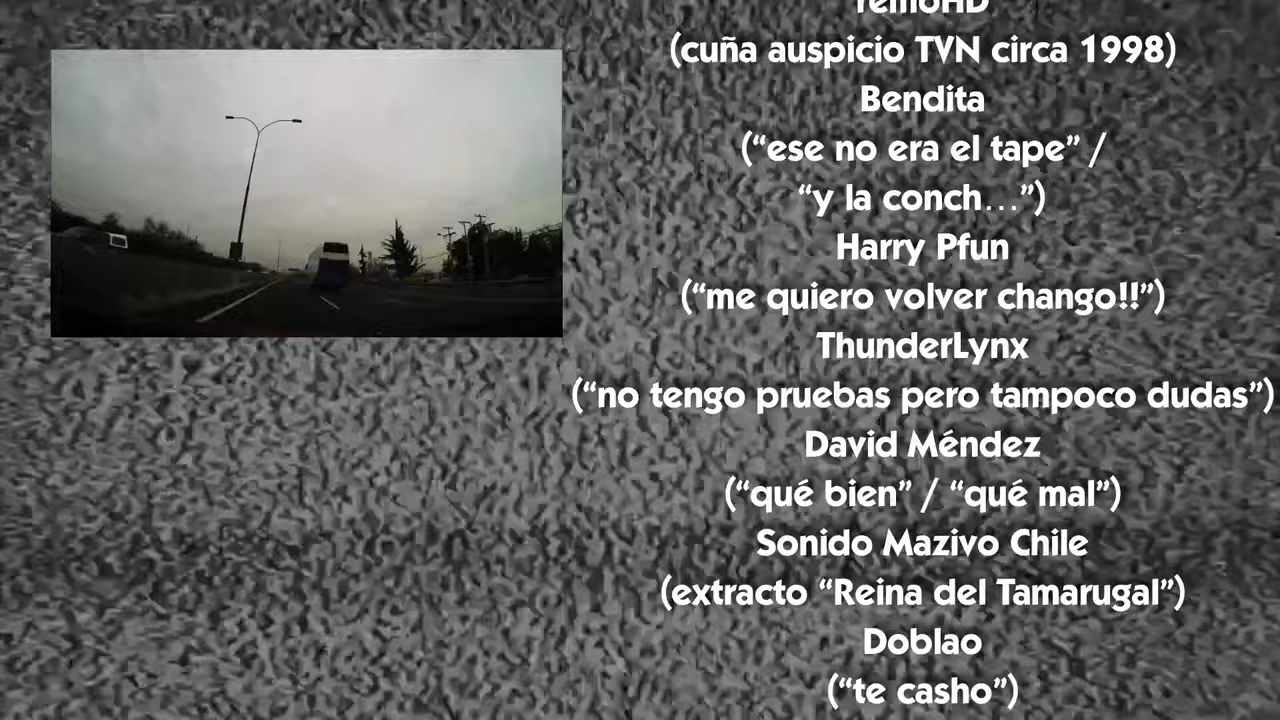 (cuña auspicio TVN circa 1998)
Bendita
(“ese no era el tape” /
“y la conch…”)
Harry Pfun
(“me quiero volver chango!!”)
ThunderLynx
(“no tengo pruebas pero tampoco dudas”)
David Méndez
(“qué bien” / “qué mal”)
Sonido Mazivo Chile
(extracto “Reina del Tamarugal”)
Doblao
(“te casho”)